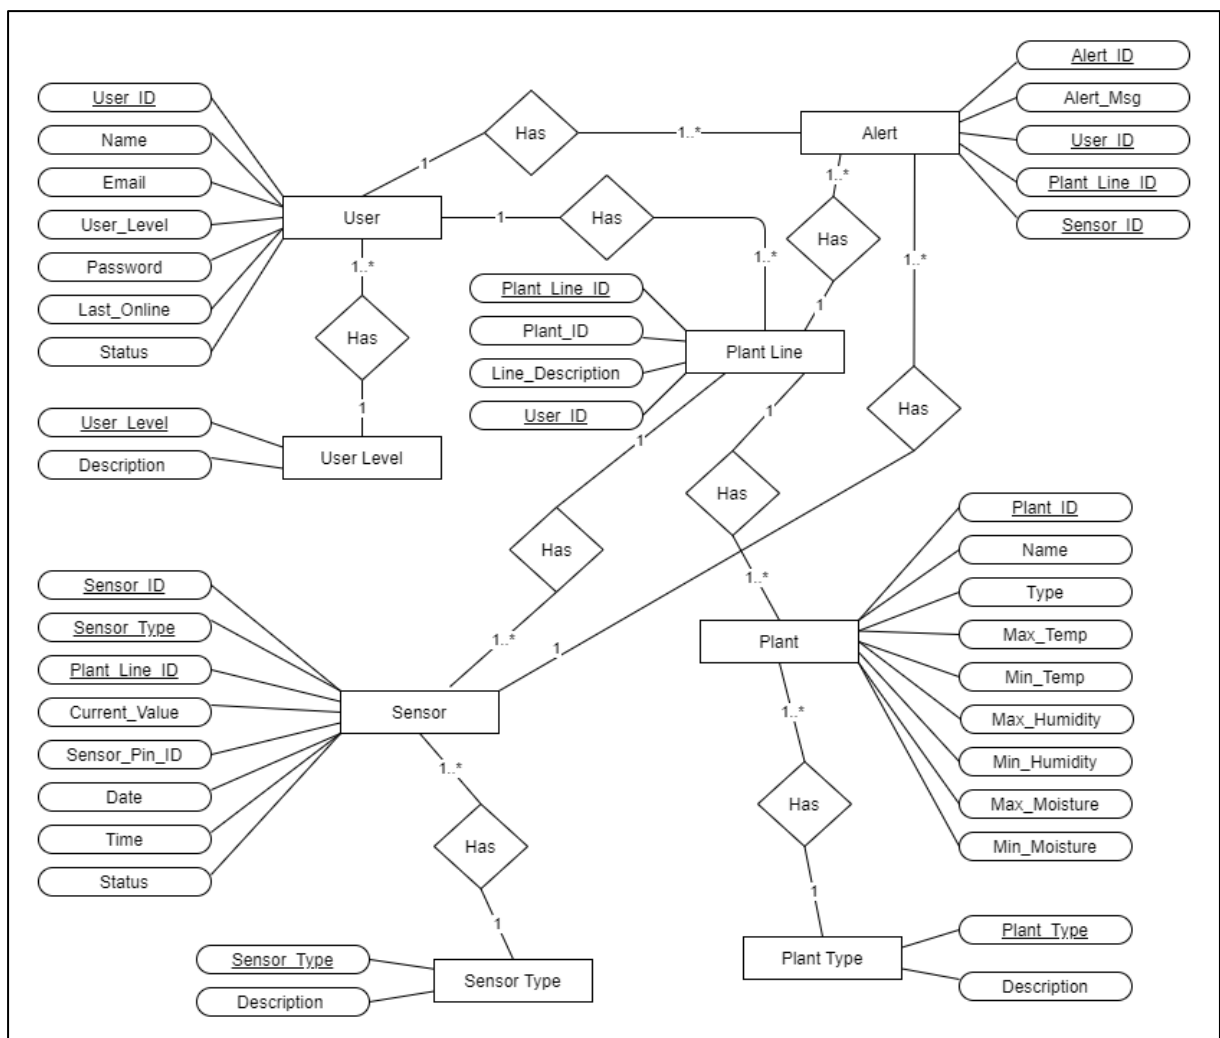 Alert_ID
Alert_Msg
User_ID
Plant_Line_ID
Sensor_ID
Alert
Has
1..*
1
User_ID
Name
Email
User_Level
Password
Last_Online
Status
User
1
Has
1..*
1..*
Has
1
1..*
Has
1
User_Level
Description
User Level
Plant_Line_ID
Plant_ID
Line_Description
User_ID
Plant Line
1..*
Has
1
1
Has
1..*
1
Has
1..*
Plant_ID
Name
Type
Max_Temp
Min_Temp
Max_Humidity
Min_Humidity
Max_Moisture
Min_Moisture
Plant
1..*
Has
1
Plant_Type
Description
Plant Type
Sensor_ID
Sensor_Type
Plant_Line_ID
Current_Value
Sensor_Pin_ID
Date
Time
Status
Sensor
1..*
Has
1
Sensor_Type
Description
Sensor Type